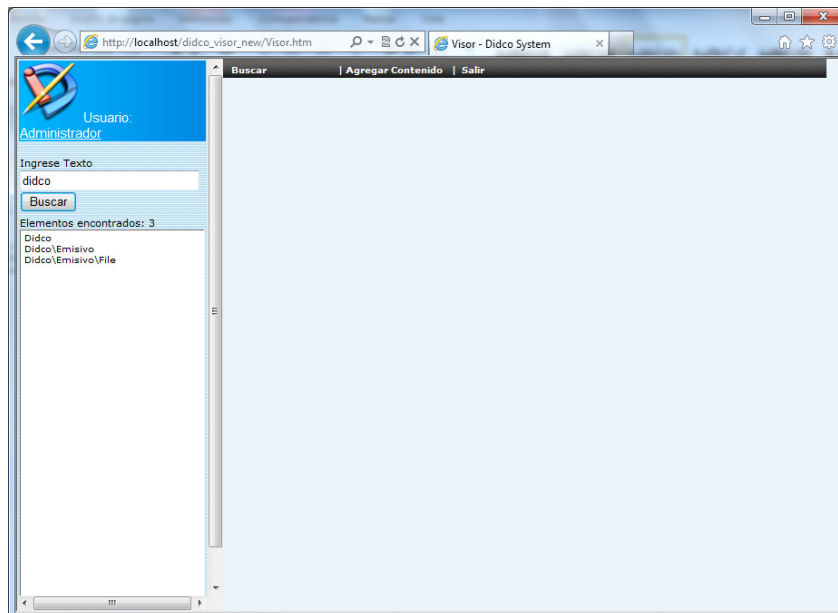 http://localhost/didco_visor_new/Visor.htm
Visor - Didco System
Buscar | Agregar Contenido | Salir
Usuario:
Administrador
Ingrese Texto
didco
Buscar
Elementos encontrados: 3
Didco
Didco\Emisivo
Didco\Emisivo\File